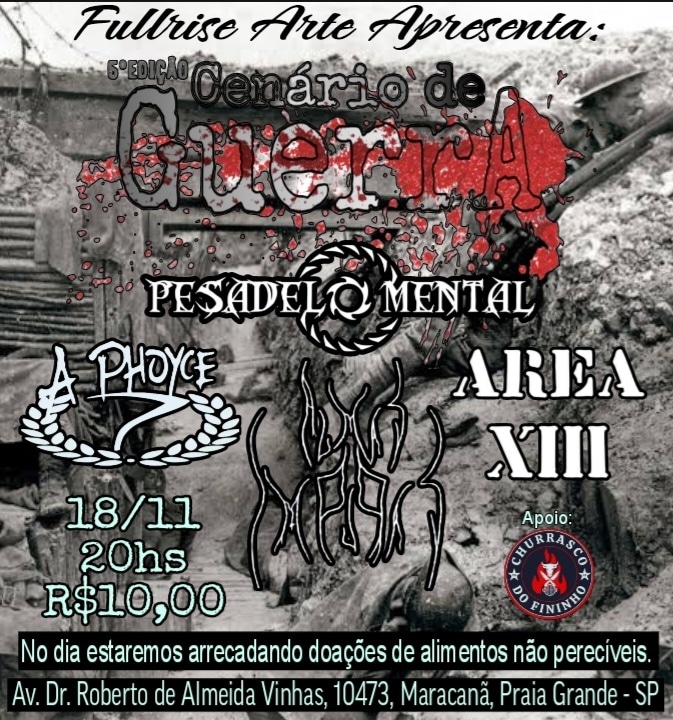 Fullrise Arte Apresenta:
5ª EDIÇÃO
Cenário de
Guerra
PESADELO MENTAL
A PHOYCE
7
AREA
XIII
18/11
20hs
R$10,00
Apoio:
CHURRASCO
DO FININHO
No dia estaremos arrecadando doações de alimentos não perecíveis.
Av. Dr. Roberto de Almeida Vinhas, 10473, Maracanã, Praia Grande - SP